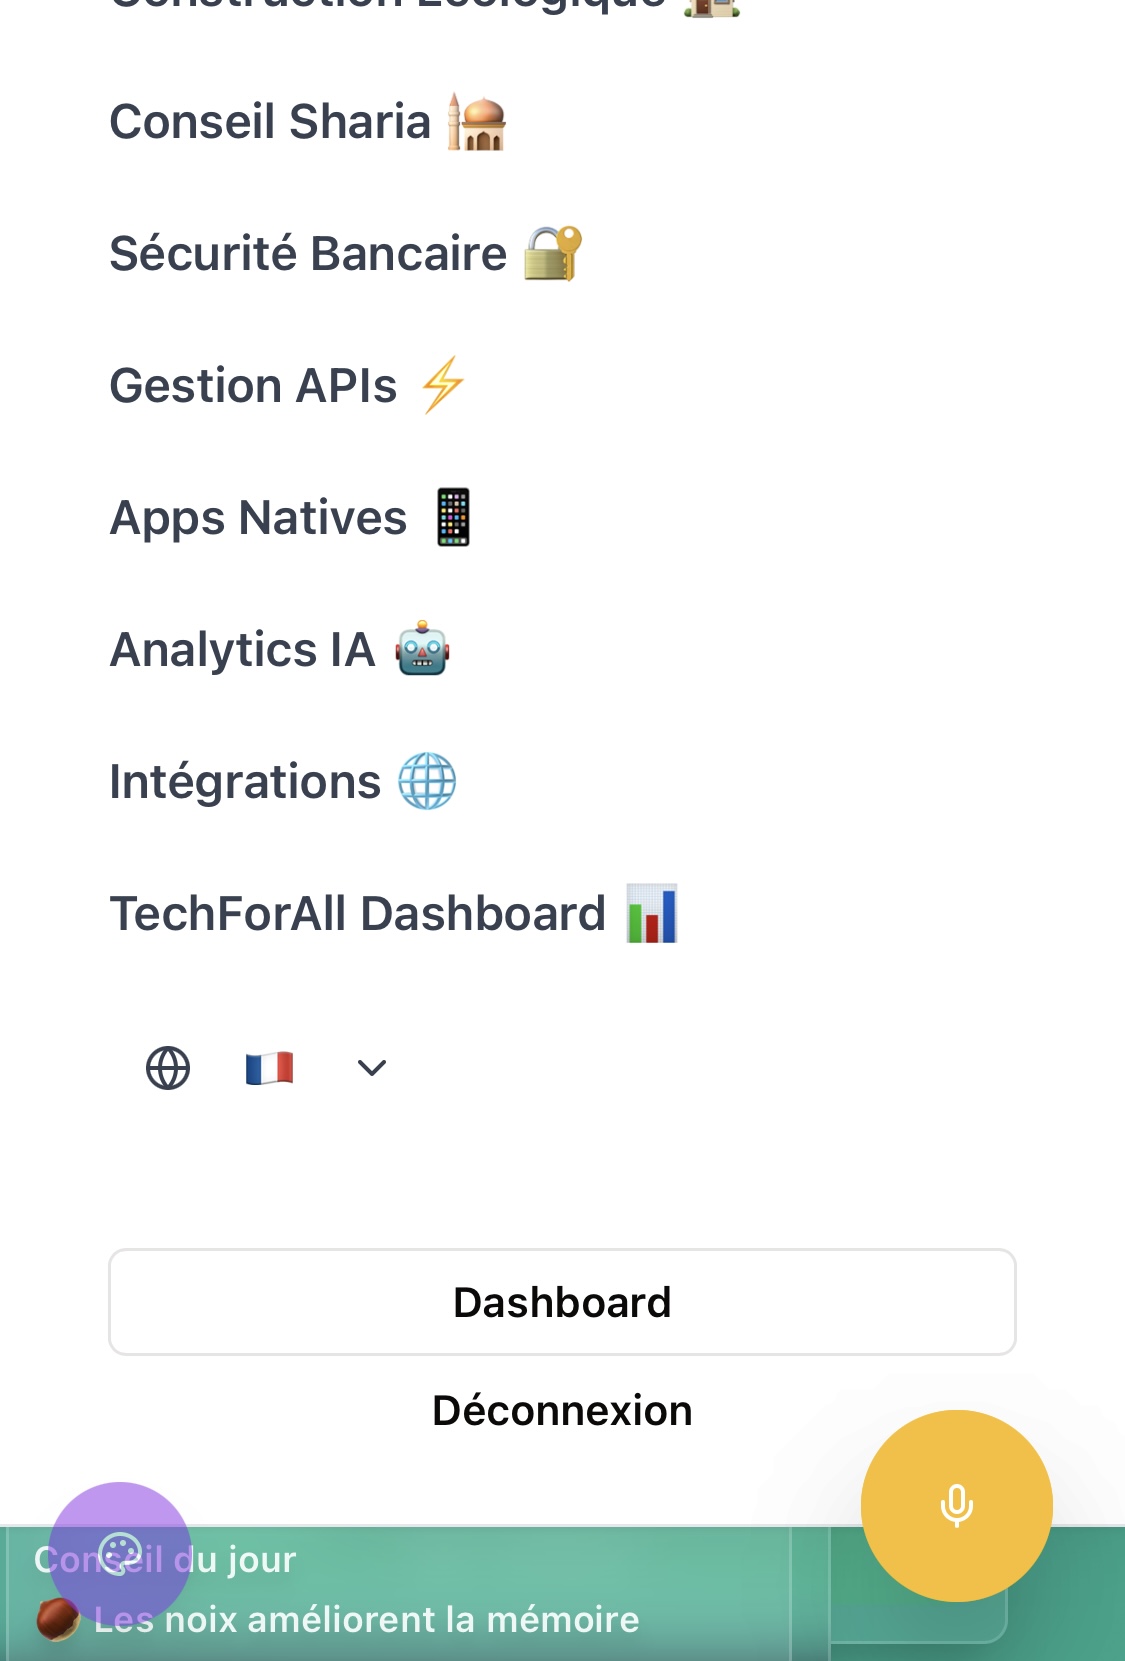 Construction Écologique 🏡
Conseil Sharia 🕌
Sécurité Bancaire 🔐
Gestion APIs ⚡
Apps Natives 📱
Analytics IA 🤖
Intégrations 🌐
TechForAll Dashboard 📊
Dashboard
Déconnexion
Conseil du jour
🌰 Les noix améliorent la mémoire